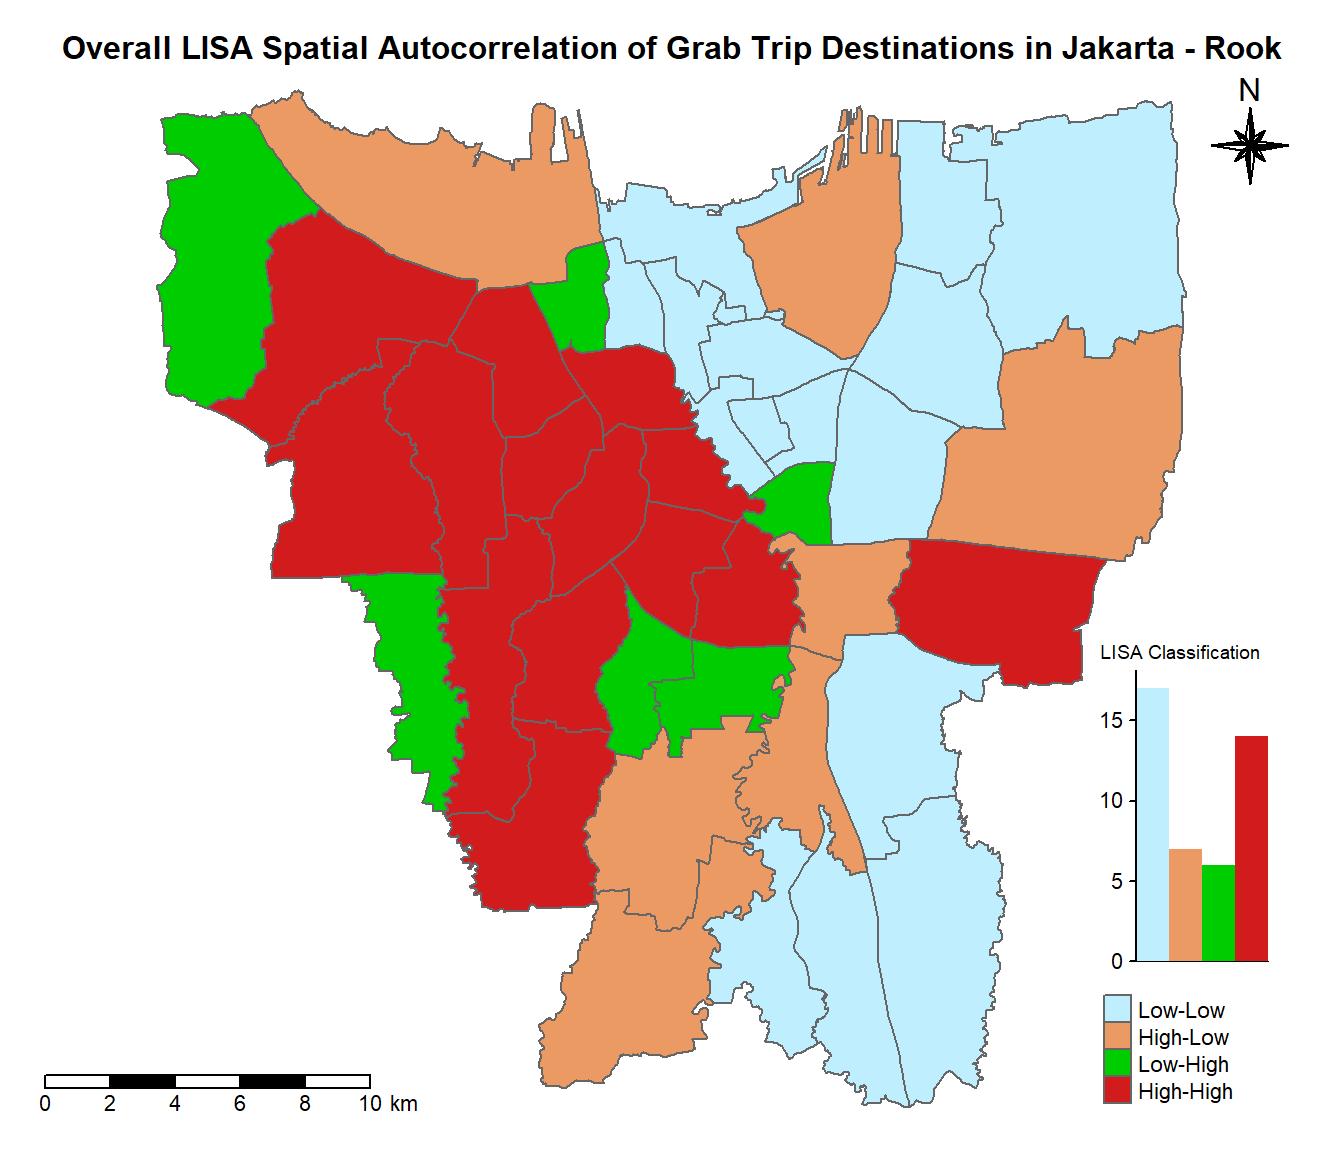 Overall LISA Spatial Autocorrelation of Grab Trip Destinations in Jakarta - Rook
N
LISA Classification
15
10
5
0
Low-Low
High-Low
Low-High
High-High
0 2 4 6 8 10 km